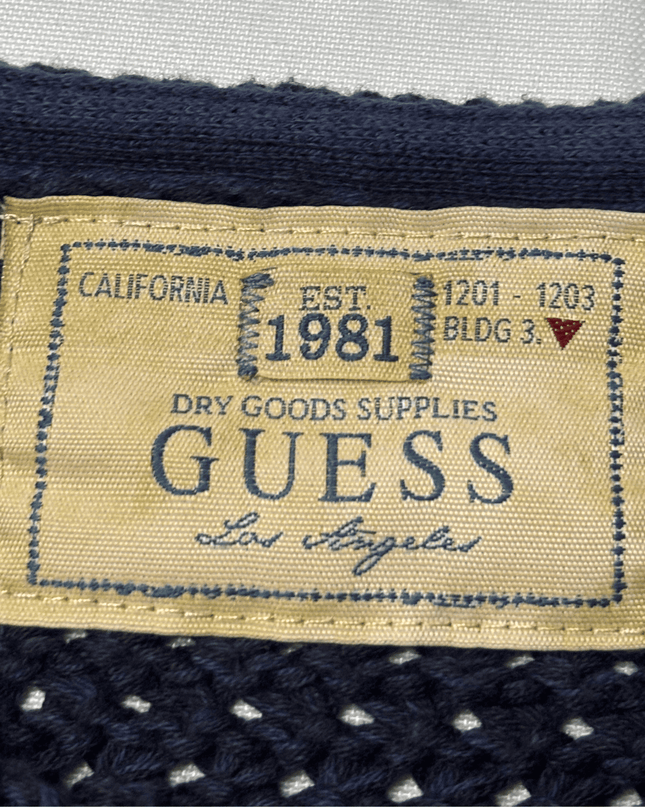 CALIFORNIA
EST.
1981
1201 - 1203
BLDG 3.
DRY GOODS SUPPLIES
GUESS
Los Angeles